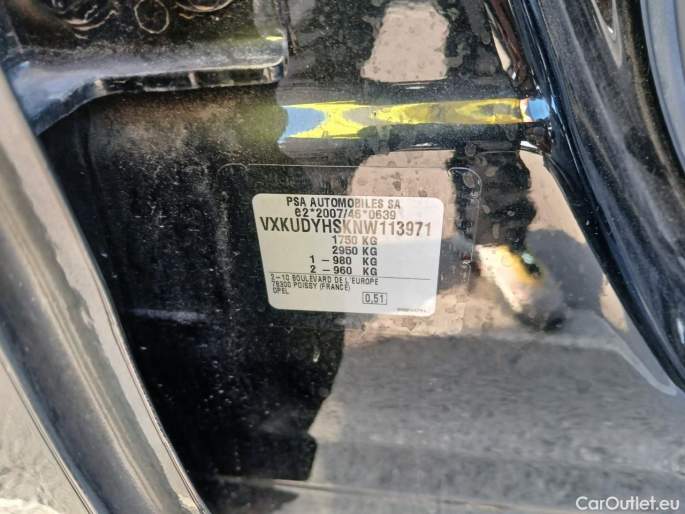 PSA AUTOMOBILES SA
e2*2007/46*0639
VXKUDYHSKNW113971
1750 KG
2950 KG
1 - 980 KG
2 - 960 KG
2-10 BOULEVARD DE L'EUROPE
78300 POISSY (FRANCE)
OPEL
0,51
CarOutlet.eu